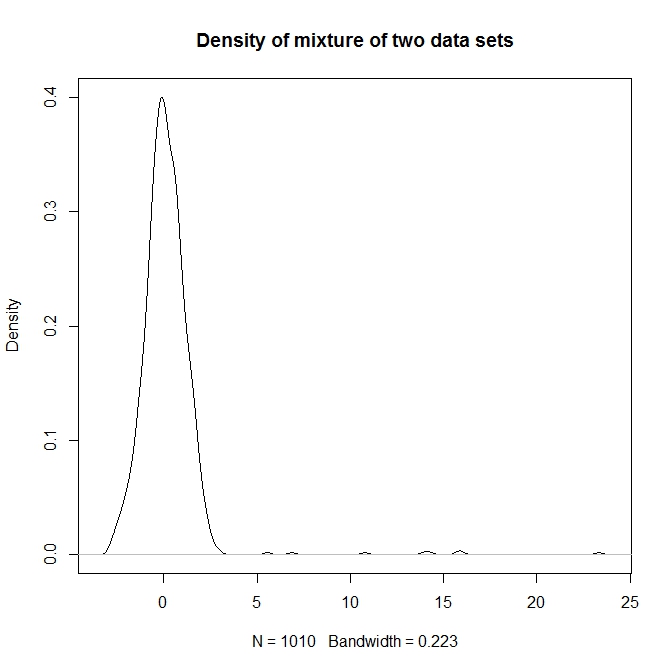 Density of mixture of two data sets
Density
0.4
0.3
0.2
0.1
0.0
0 5 10 15 20 25
N = 1010 Bandwidth = 0.223